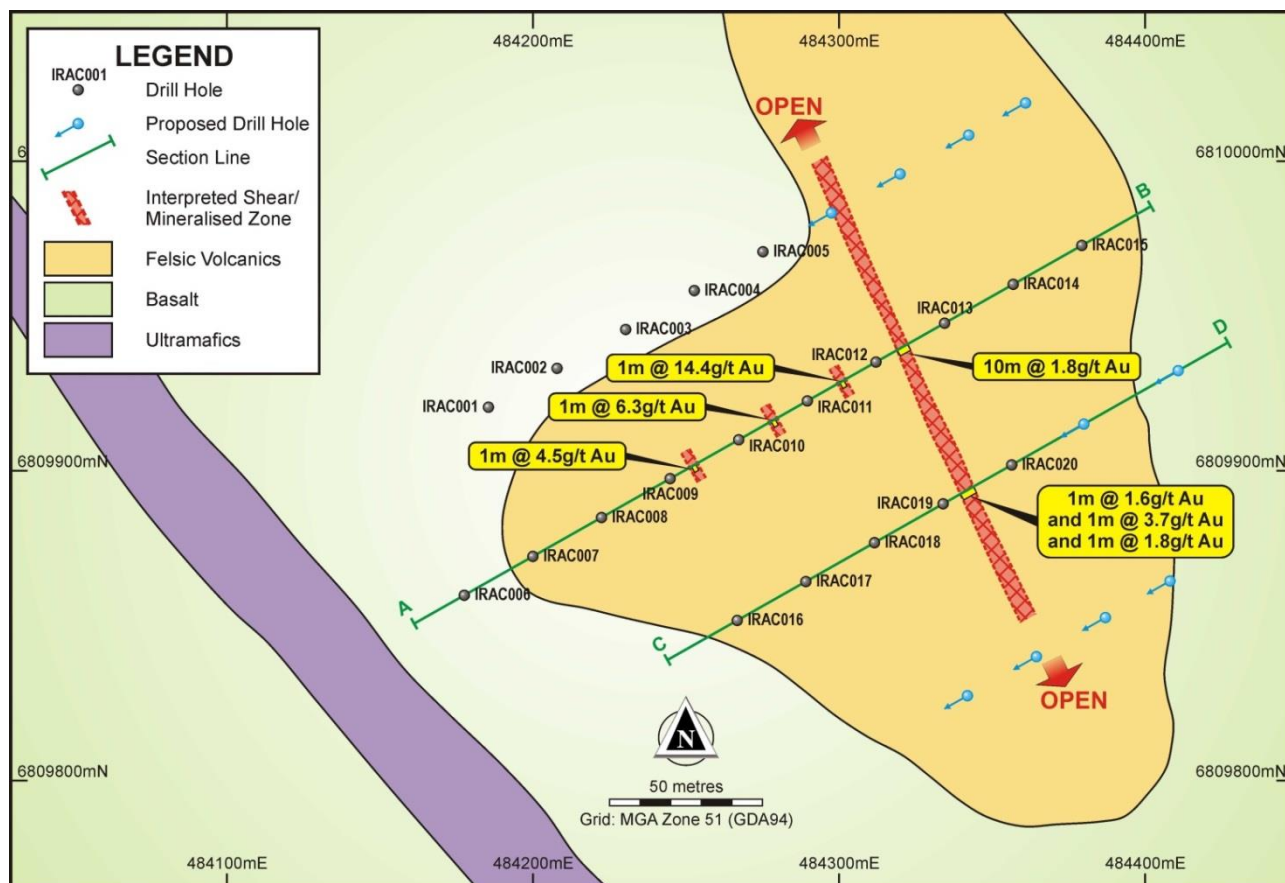 LEGEND
IRAC001
Drill Hole
Proposed Drill Hole
Section Line
Interpreted Shear/
Mineralised Zone
Felsic Volcanics
Basalt
Ultramafics
484200mE
484300mE
484400mE
OPEN
6810000mN
B
IRAC005
IRAC015
IRAC004
IRAC014
IRAC003
IRAC013
D
IRAC002
IRAC012
1m @ 14.4g/t Au
10m @ 1.8g/t Au
IRAC001
1m @ 6.3g/t Au
IRAC011
IRAC010
1m @ 4.5g/t Au
IRAC020
6809900mN
6809900mN
IRAC009
IRAC019
1m @ 1.6g/t Au
and 1m @ 3.7g/t Au
and 1m @ 1.8g/t Au
IRAC008
IRAC018
IRAC007
IRAC017
A
IRAC006
IRAC016
C
OPEN
N
6809800mN
6809800mN
50 metres
Grid: MGA Zone 51 (GDA94)
484100mE
484200mE
484300mE
484400mE